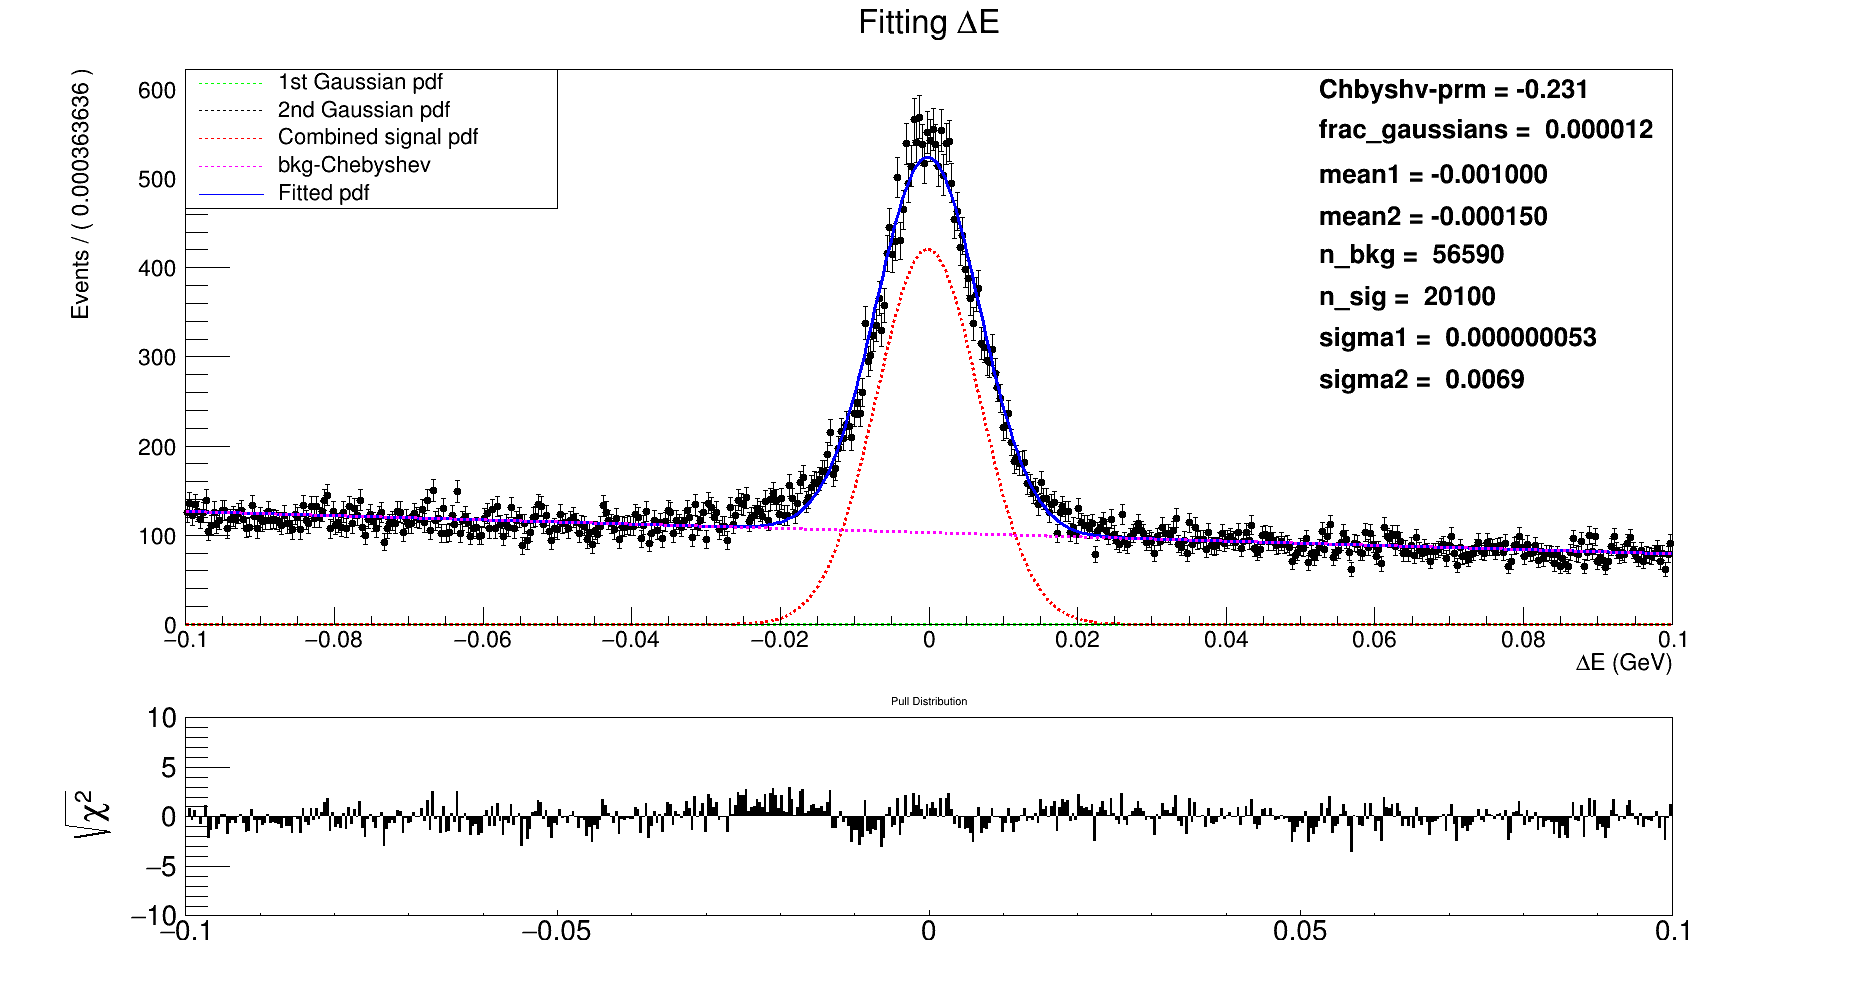 Fitting ΔE
Events / ( 0.000363636 )
600
500
400
300
200
100
0
1st Gaussian pdf
2nd Gaussian pdf
Combined signal pdf
bkg-Chebyshev
Fitted pdf
Chbyshv-prm = -0.231
frac_gaussians = 0.000012
mean1 = -0.001000
mean2 = -0.000150
n_bkg = 56590
n_sig = 20100
sigma1 = 0.000000053
sigma2 = 0.0069
−0.1 −0.08 −0.06 −0.04 −0.02 0 0.02 0.04 0.06 0.08 0.1
ΔE (GeV)
Pull Distribution
√χ²
10
5
0
−5
−10
−0.1 −0.05 0 0.05 0.1